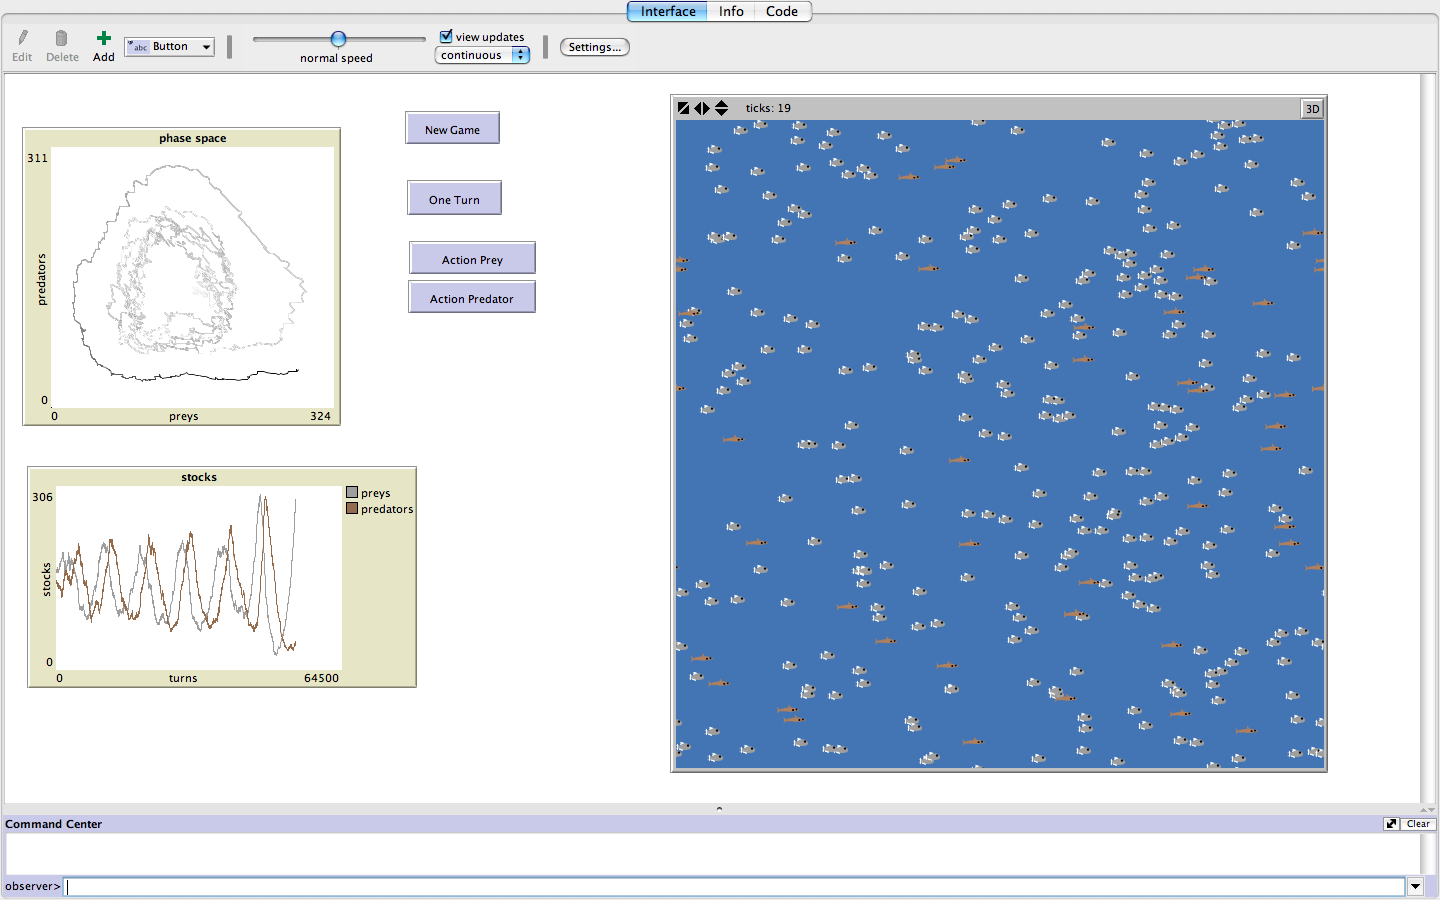 Interface Info Code
Edit Delete Add abc Button normal speed view updates continuous Settings...
ticks: 19 3D
phase space
311
predators
0
0 preys 324
New Game
One Turn
Action Prey
Action Predator
stocks
306
stocks
0
0 turns 64500
preys
predators
Command Center Clear
observer>